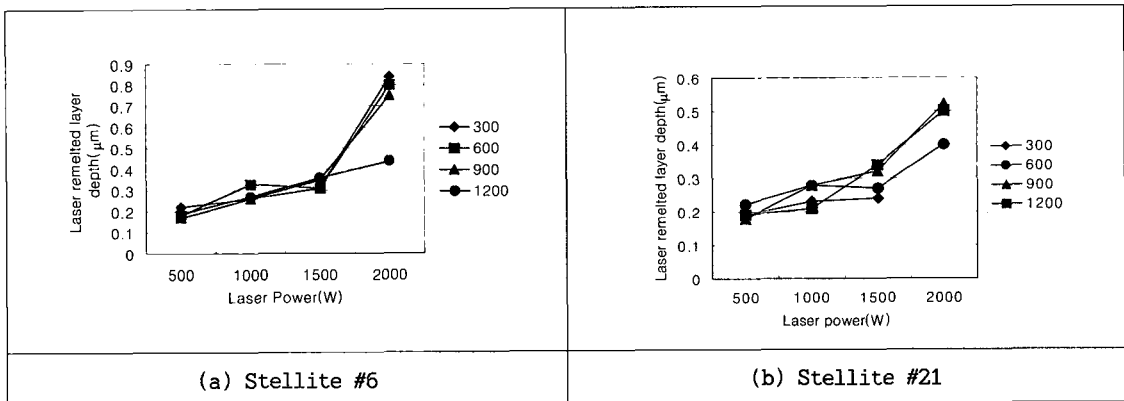 0.9
0.8
0.7
0.6
0.5
0.4
0.3
0.2
0.1
0
Laser remelted layer
depth(μm)
500 1000 1500 2000
Laser Power(W)
300
600
900
1200
(a) Stellite #6
0.6
0.5
0.4
0.3
0.2
0.1
0
Laser remelted layer depth(μm)
500 1000 1500 2000
Laser power(W)
300
600
900
1200
(b) Stellite #21